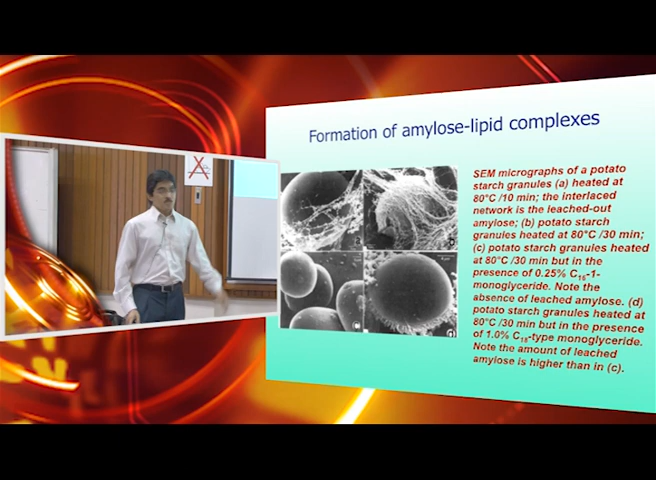 Formation of amylose-lipid complexes
SEM micrographs of a potato
starch granules (a) heated at
80°C /10 min; the interlaced
network is the leached-out
amylose; (b) potato starch
granules heated at 80°C /30 min;
(c) potato starch granules heated
at 80°C /30 min but in the
presence of 0.25% C16-1-
monoglyceride. Note the
absence of leached amylose. (d)
potato starch granules heated at
80°C /30 min but in the presence
of 1.0% C18-type monoglyceride.
Note the amount of leached
amylose is higher than in (c).